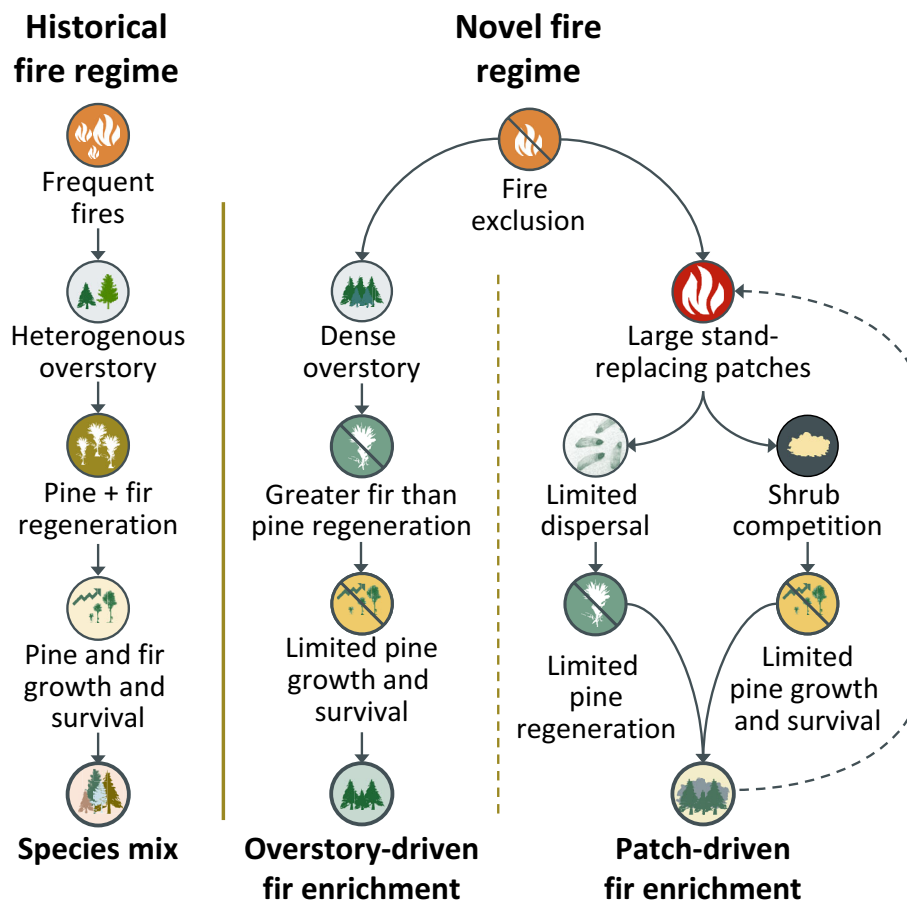 Historical
fire regime
Frequent
fires
Heterogenous
overstory
Pine + fir
regeneration
Pine and fir
growth and
survival
Species mix
Novel fire
regime
Fire
exclusion
Dense
overstory
Greater fir than
pine regeneration
Limited pine
growth and
survival
Overstory-driven
fir enrichment
Large stand-
replacing patches
Limited
dispersal
Limited
pine
regeneration
Shrub
competition
Limited
pine growth
and survival
Patch-driven
fir enrichment